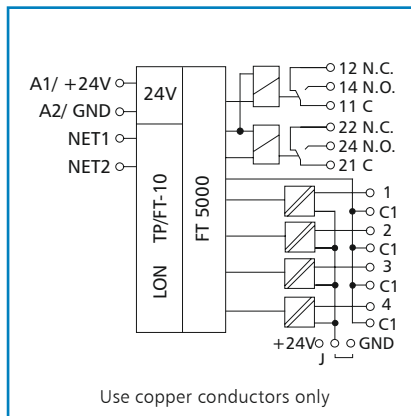 A1/ +24V
A2/ GND
NET1
NET2
24V
LON TP/FT-10
FT 5000
12 N.C.
14 N.O.
11 C
22 N.C.
24 N.O.
21 C
1
C1
2
C1
3
C1
4
C1
+24V GND
J
Use copper conductors only